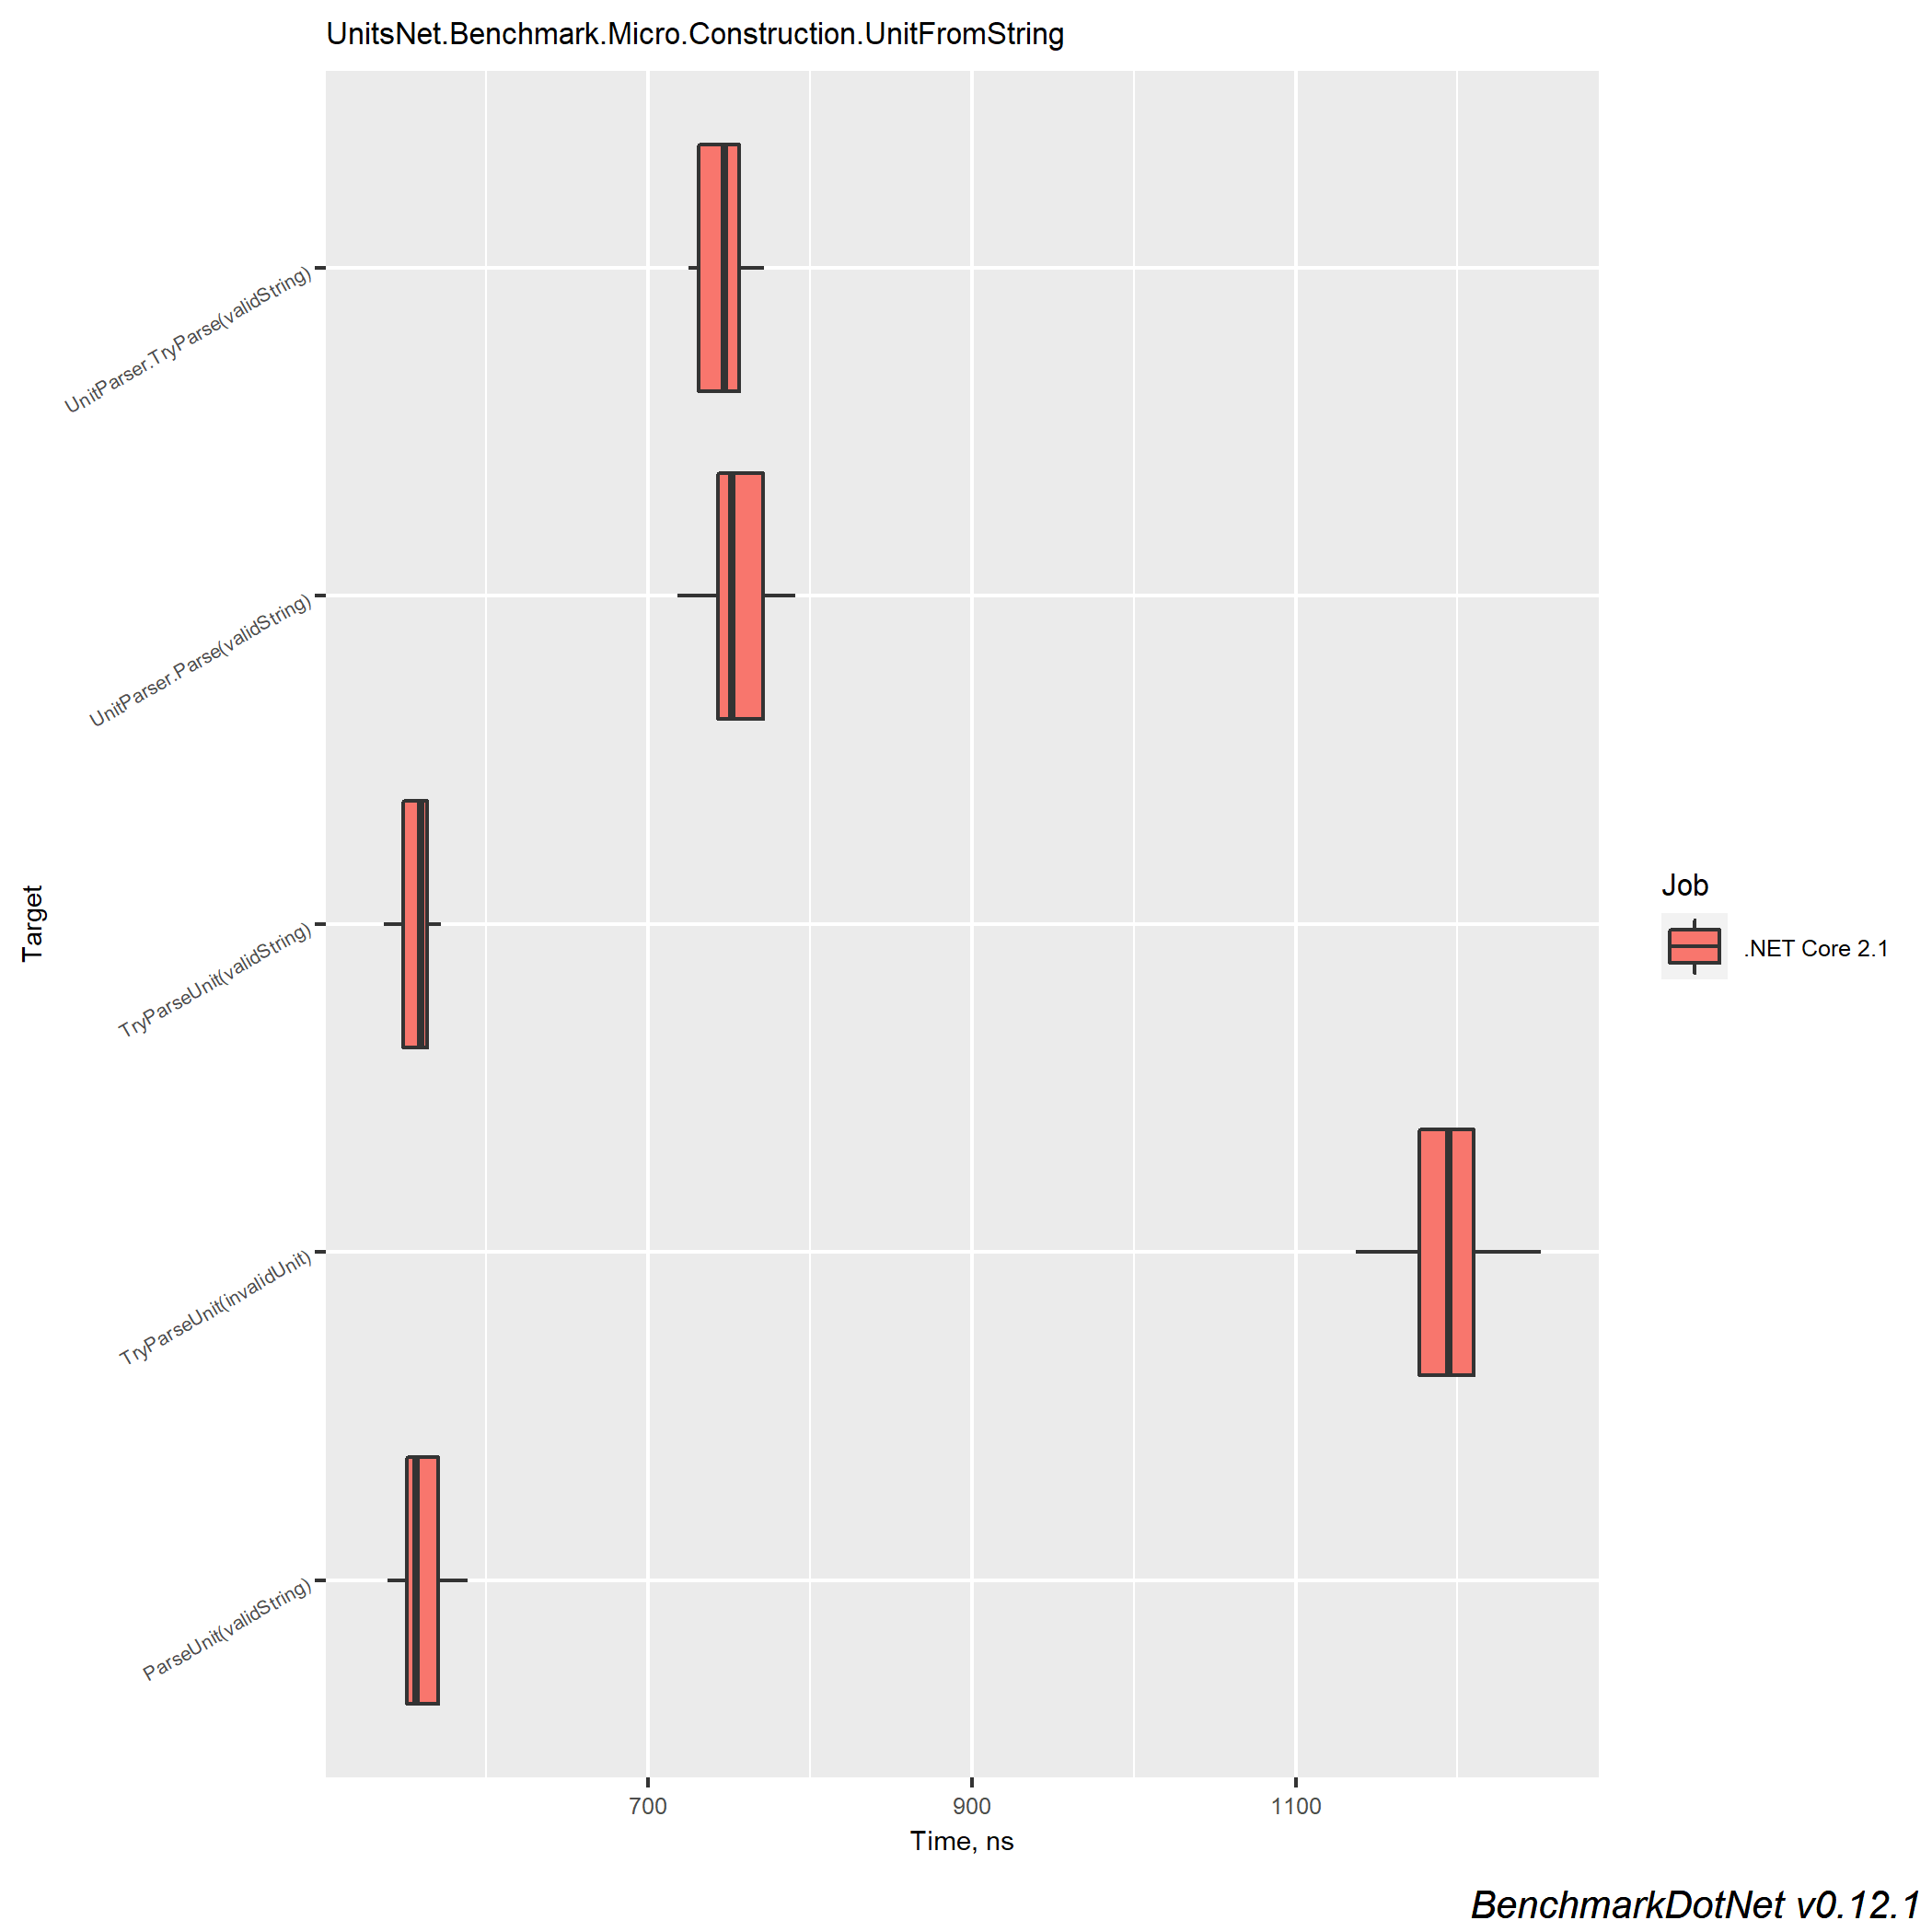 UnitsNet.Benchmark.Micro.Construction.UnitFromString
UnitParser.TryParse(validString)
UnitParser.Parse(validString)
TryParseUnit(validString)
TryParseUnit(invalidUnit)
ParseUnit(validString)
Target
700
900
1100
Time, ns
Job
.NET Core 2.1
BenchmarkDotNet v0.12.1